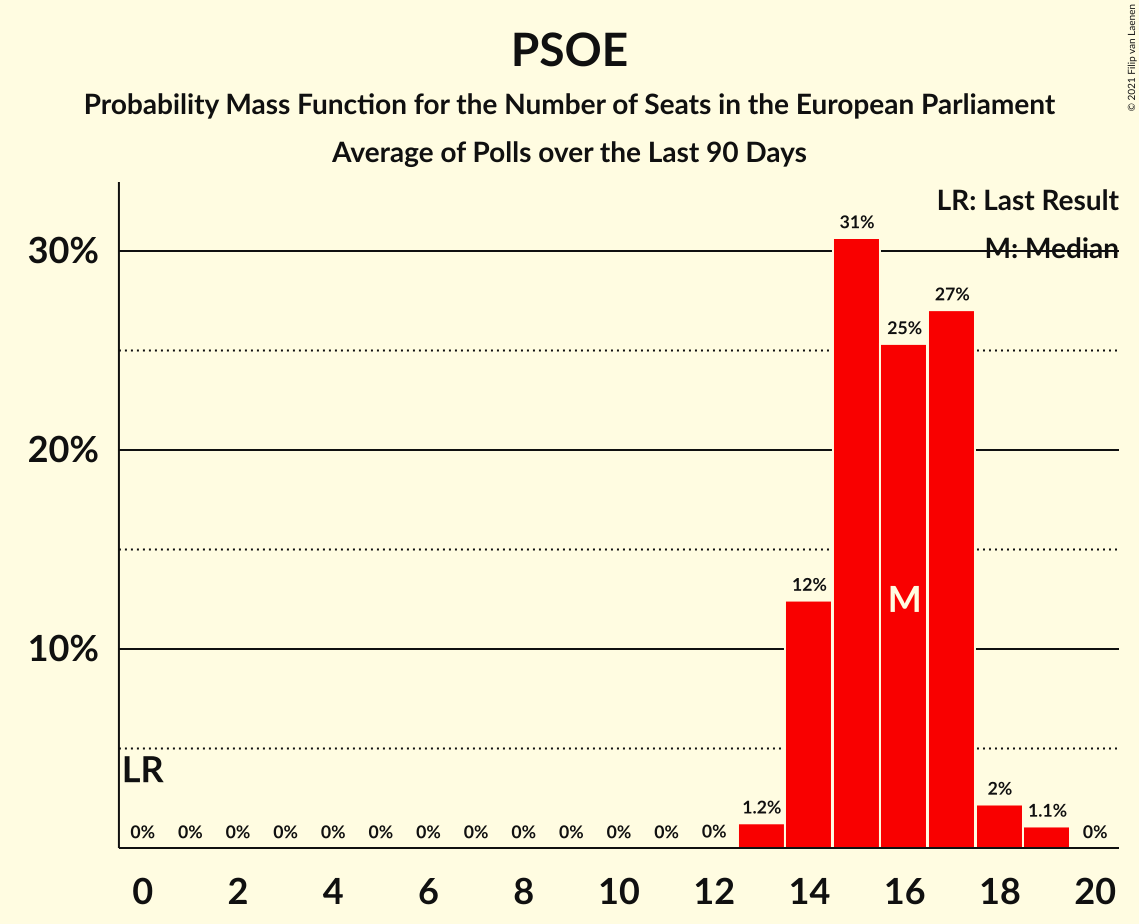 © 2021 Filip van Laenen
PSOE
Probability Mass Function for the Number of Seats in the European Parliament
Average of Polls over the Last 90 Days
LR: Last Result
M: Median
30%
20%
10%
31%
27%
25%
12%
M
LR
0% 0% 0% 0% 0% 0% 0% 0% 0% 0% 0% 0% 0% 1.2% 2% 1.1% 0%
0 2 4 6 8 10 12 14 16 18 20